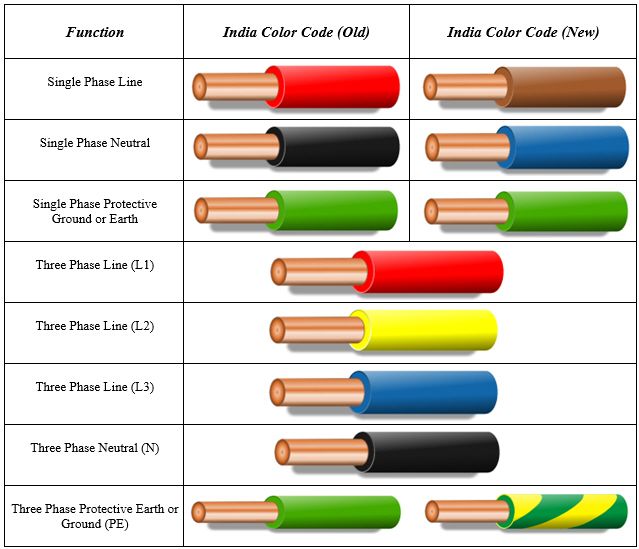 Function
India Color Code (Old)
India Color Code (New)
Single Phase Line
Single Phase Neutral
Single Phase Protective
Ground or Earth
Three Phase Line (L1)
Three Phase Line (L2)
Three Phase Line (L3)
Three Phase Neutral (N)
Three Phase Protective Earth or
Ground (PE)